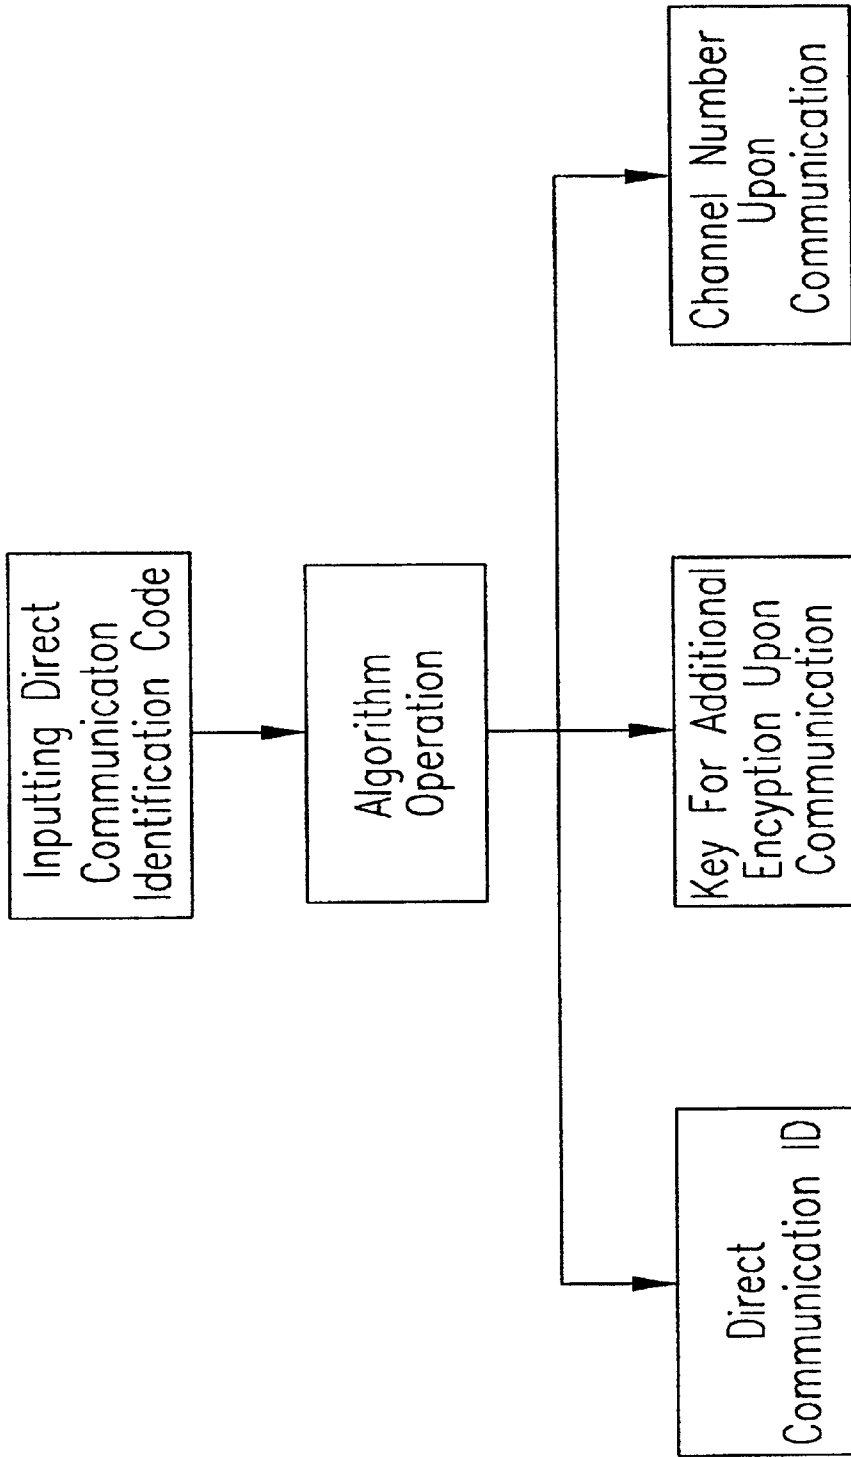 Inputting Direct
Communicaton
Identification Code
Algorithm
Operation
Direct
Communication ID
Key For Additional
Encyption Upon
Communication
Channel Number
Upon
Communication